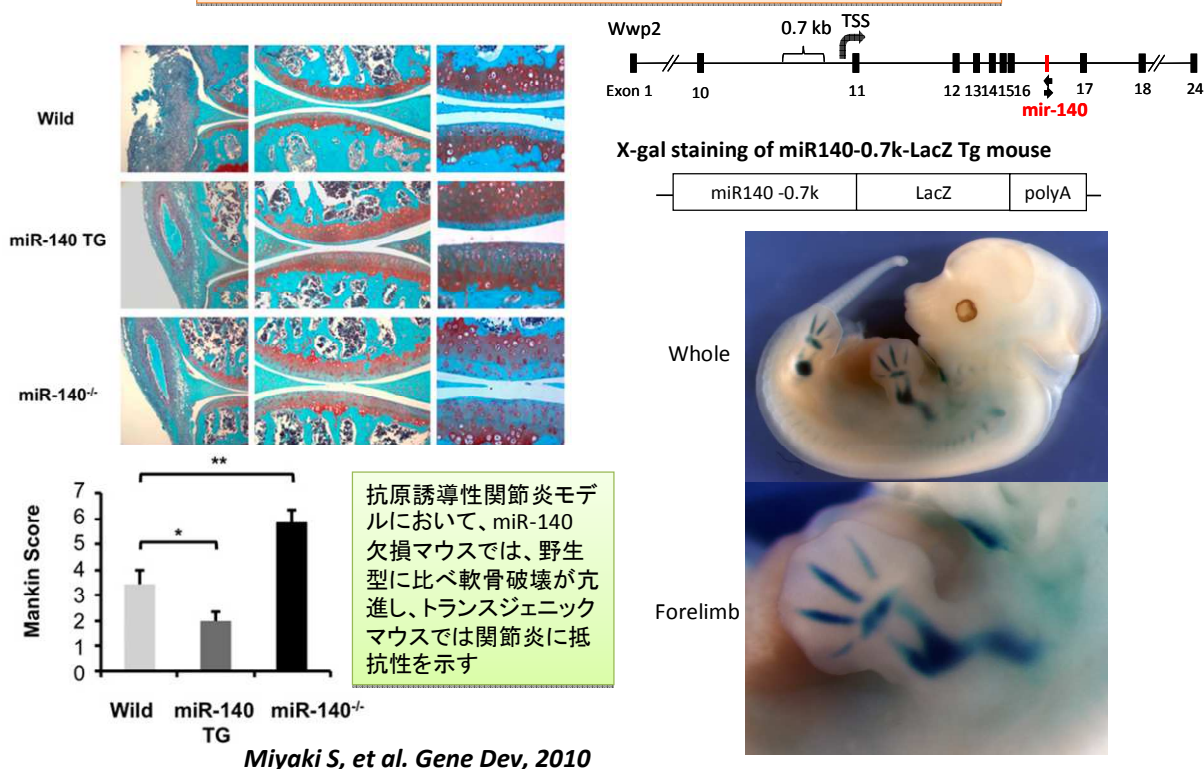 Wild
miR-140 TG
miR-140-/-
**
*
7
6
5
4
3
2
1
0
Mankin Score
Wild
miR-140
TG
miR-140-/-
抗原誘導性関節炎モデ
ルにおいて、miR-140
欠損マウスでは、野生
型に比べ軟骨破壊が亢
進し、トランスジェニック
マウスでは関節炎に抵
抗性を示す
Miyaki S, et al. Gene Dev, 2010
Wwp2
0.7 kb
TSS
Exon 1
10
11
12 13 14 15 16
17
18
24
mir-140
X-gal staining of miR140-0.7k-LacZ Tg mouse
miR140 -0.7k
LacZ
polyA
Whole
Forelimb